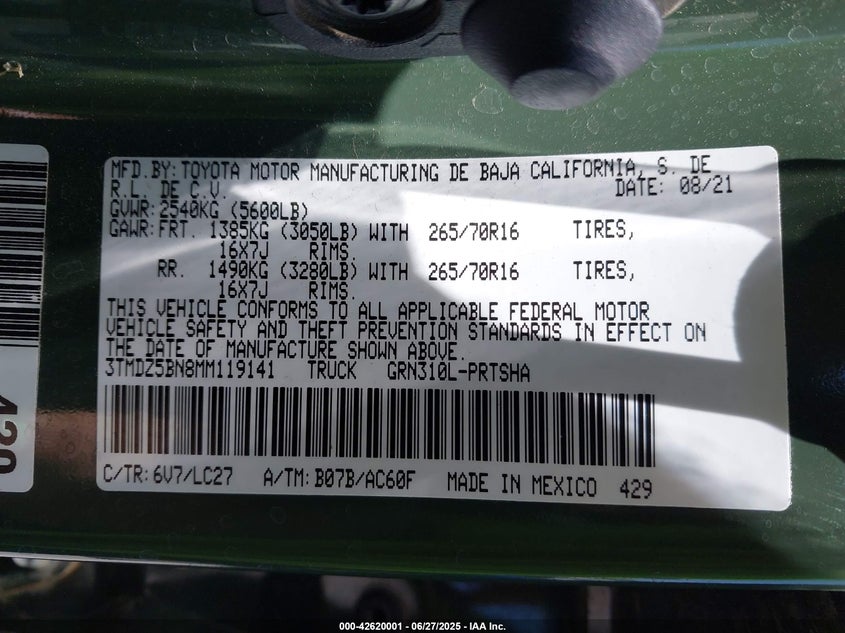 MFD.BY:TOYOTA MOTOR MANUFACTURING DE BAJA CALIFORNIA, S. DE
R.L. DE C.V. DATE: 08/21
GVWR:2540KG (5600LB)
GAWR:FRT. 1385KG (3050LB) WITH 265/70R16 TIRES,
16X7J RIMS.
RR. 1490KG (3280LB) WITH 265/70R16 TIRES,
16X7J RIMS.
THIS VEHICLE CONFORMS TO ALL APPLICABLE FEDERAL MOTOR
VEHICLE SAFETY AND THEFT PREVENTION STANDARDS IN EFFECT ON
THE DATE OF MANUFACTURE SHOWN ABOVE.
3TMDZ5BN8MM119141 TRUCK GRN310L-PRTSHA
C/TR:6V7/LC27 A/TM:B07B/AC60F MADE IN MEXICO 429
000-42620001 - 06/27/2025 - IAA Inc.